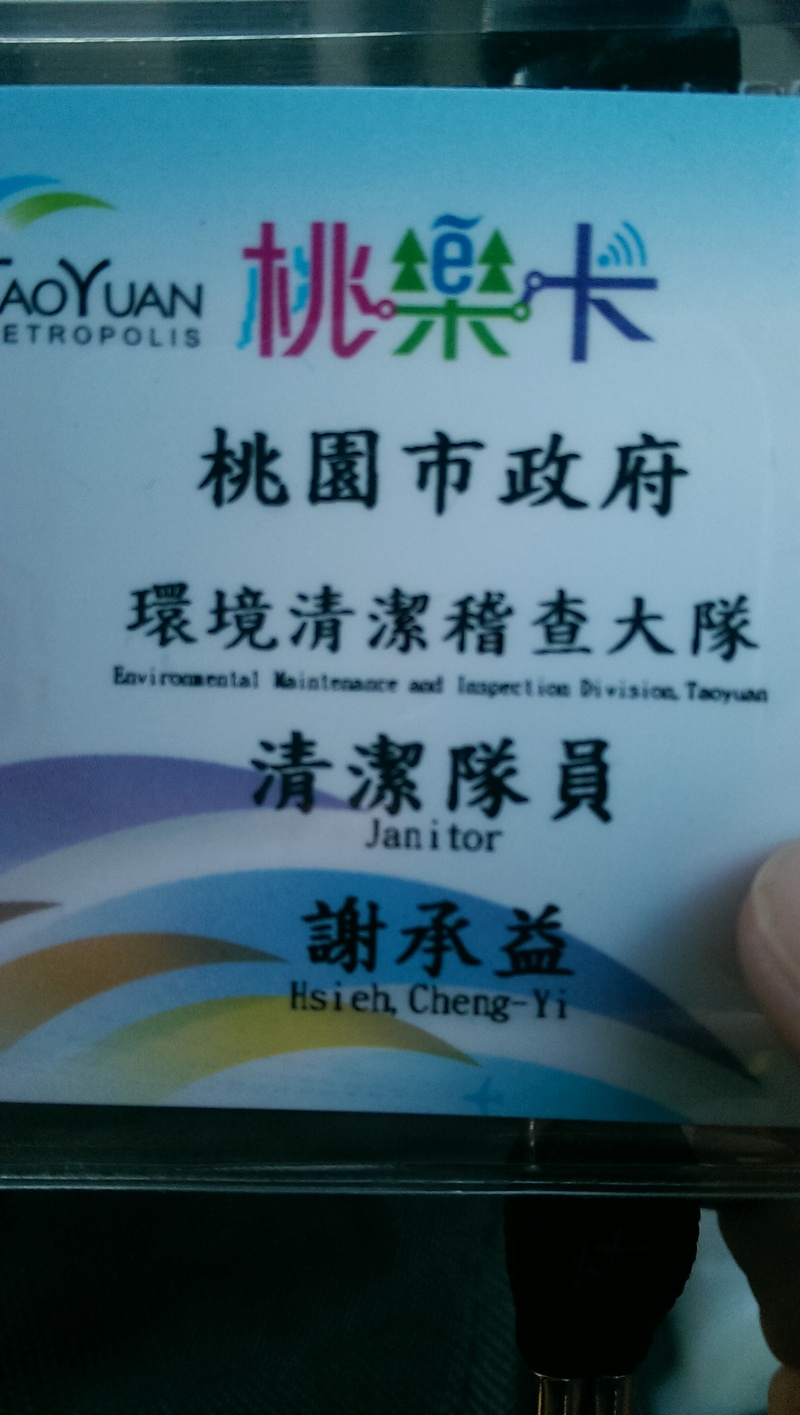 TAOYUAN
METROPOLIS
桃樂卡
桃園市政府
環境清潔稽查大隊
Environmental Maintenance and Inspection Division, Taoyuan
清潔隊員
Janitor
謝承益
Hsieh, Cheng-Yi